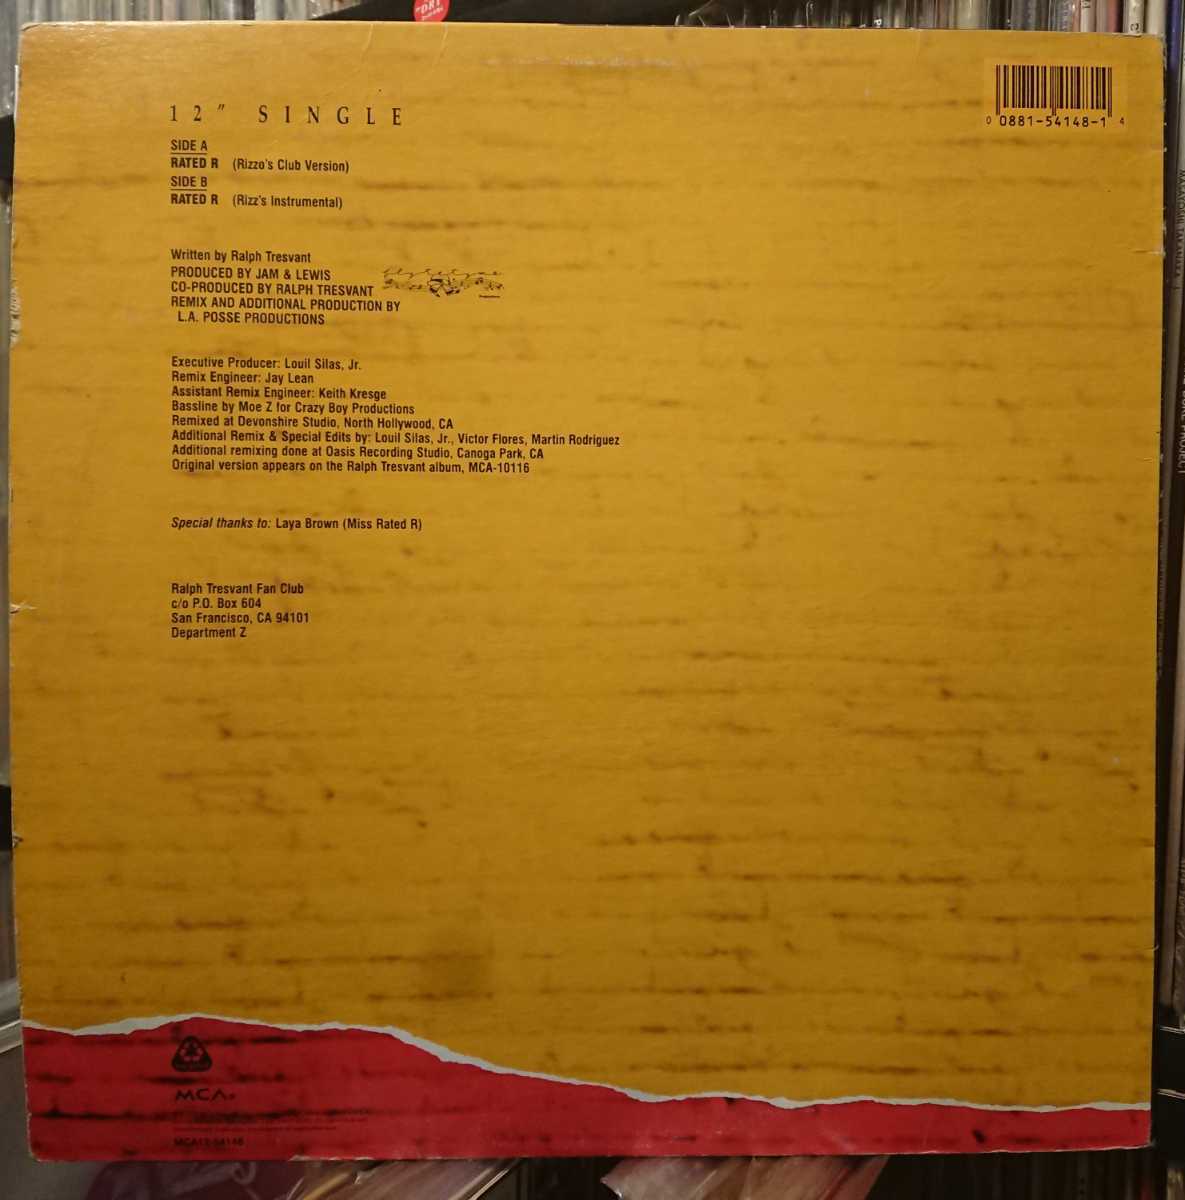 12" SINGLE
SIDE A
RATED R (Rizzo's Club Version)
SIDE B
RATED R (Rizz's Instrumental)
Written by Ralph Tresvant
PRODUCED BY JAM & LEWIS
CO-PRODUCED BY RALPH TRESVANT
REMIX AND ADDITIONAL PRODUCTION BY
L.A. POSSE PRODUCTIONS
Executive Producer: Louil Silas, Jr.
Remix Engineer: Jay Lean
Assistant Remix Engineer: Keith Kresge
Bassline by Moe Z for Crazy Boy Productions
Remixed at Devonshire Studio, North Hollywood, CA
Additional Remix & Special Edits by: Louil Silas, Jr., Victor Flores, Martin Rodriguez
Additional remixing done at Oasis Recording Studio, Canoga Park, CA
Original version appears on the Ralph Tresvant album, MCA-10116
Special thanks to: Laya Brown (Miss Rated R)
Ralph Tresvant Fan Club
c/o P.O. Box 604
San Francisco, CA 94101
Department Z
0 0881-54148-1 4
MCA
MCA12-54148